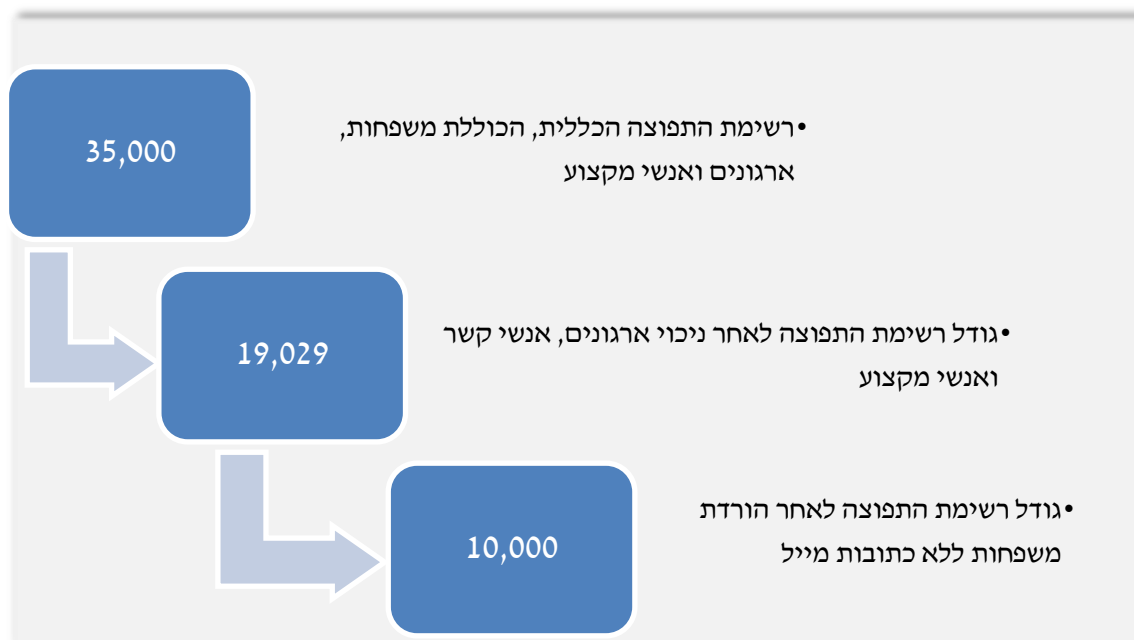 35,000
•רשימת התפוצה הכללית, הכוללת משפחות,
ארגונים ואנשי מקצוע
19,029
•גודל רשימת התפוצה לאחר ניכוי ארגונים, אנשי קשר
ואנשי מקצוע
10,000
•גודל רשימת התפוצה לאחר הורדת
משפחות ללא כתובות מייל